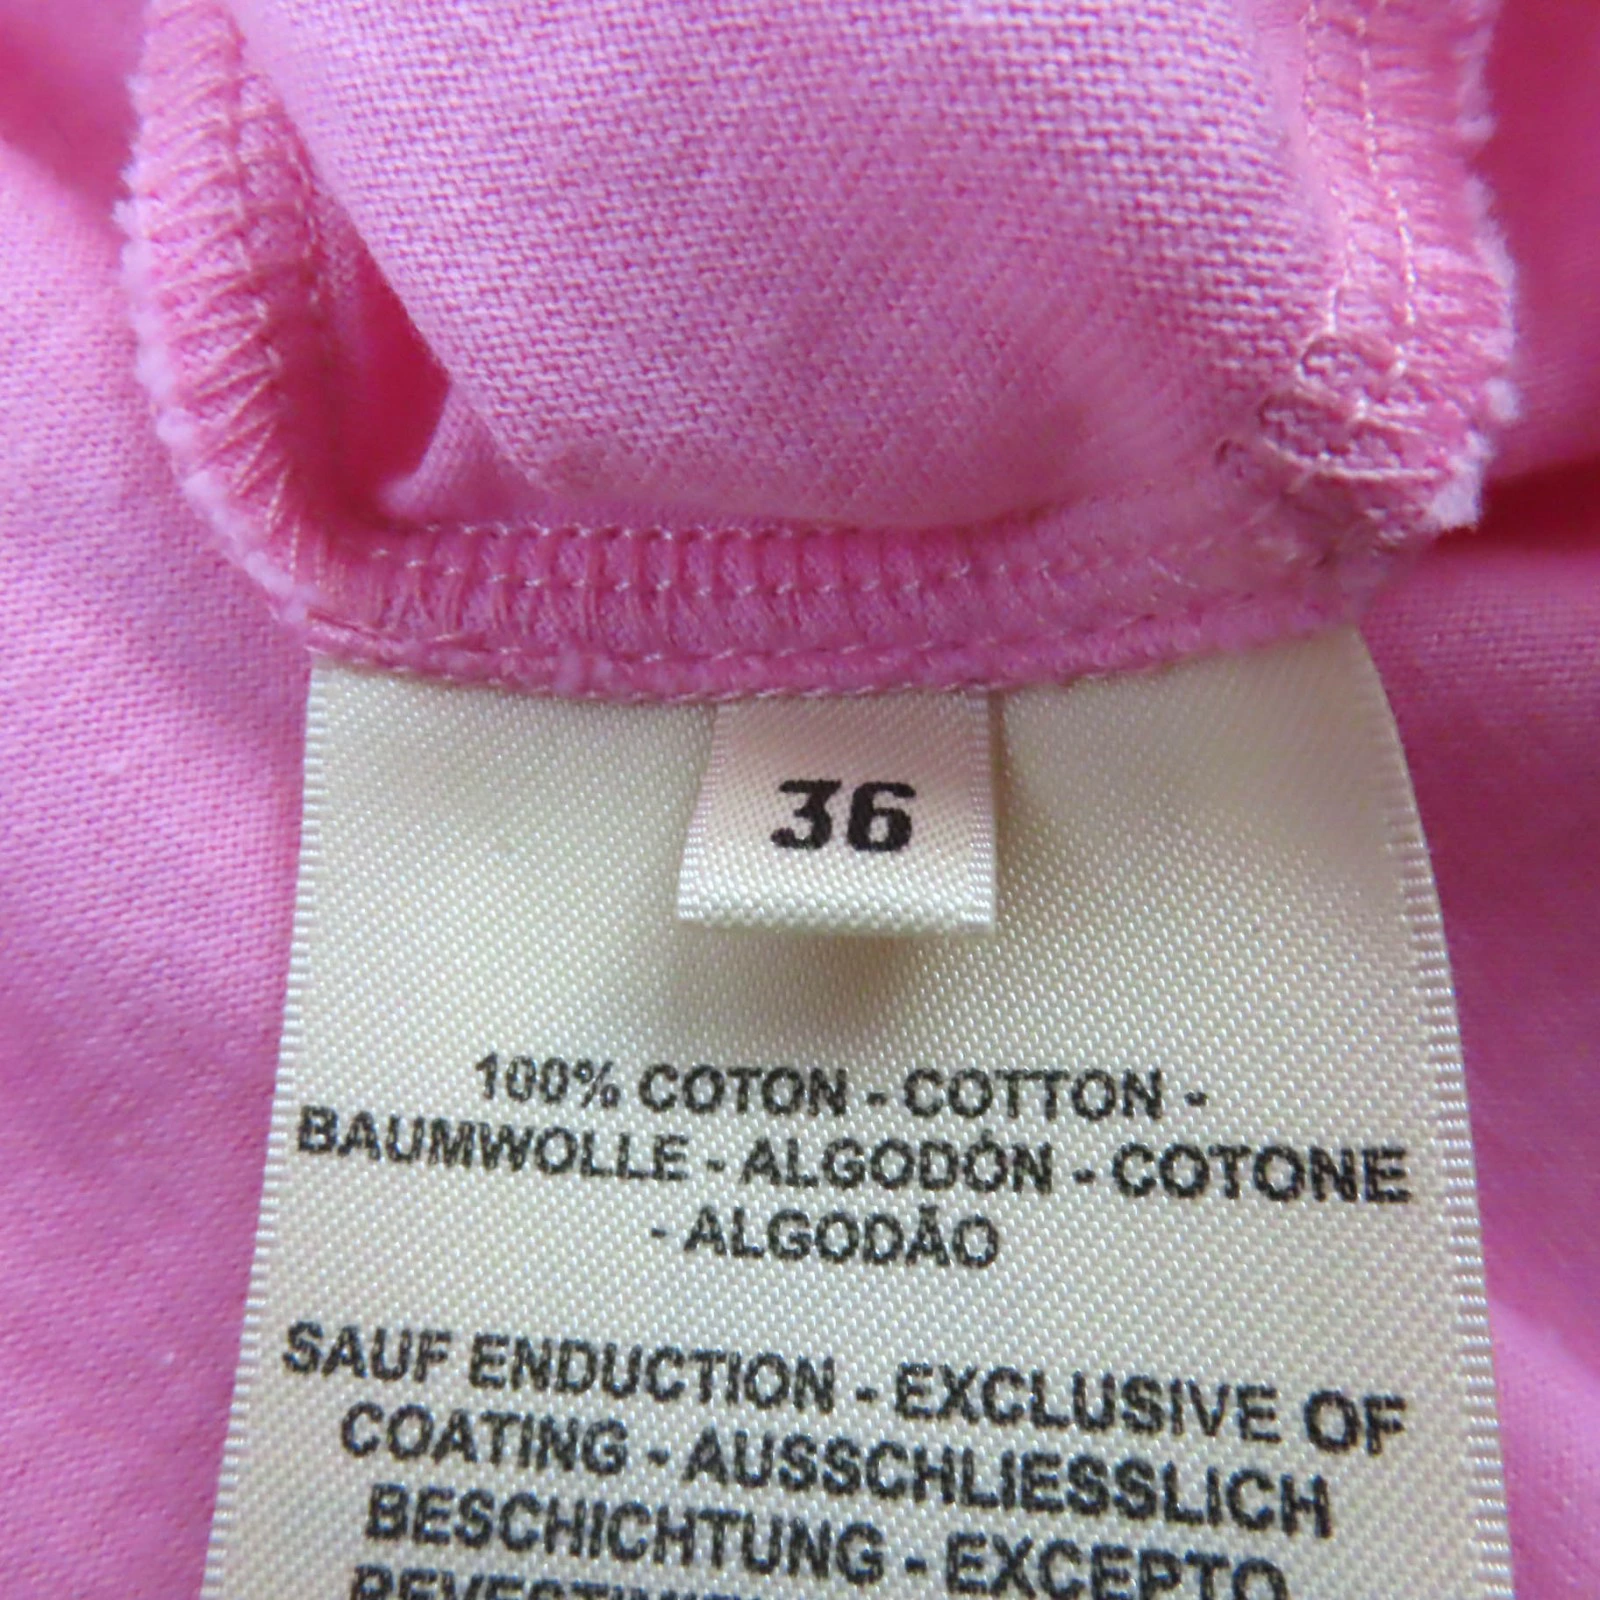 36
100% COTON - COTTON -
BAUMWOLLE - ALGODÓN - COTONE
- ALGODÃO
SAUF ENDUCTION - EXCLUSIVE OF
COATING - AUSSCHLIESSLICH
BESCHICHTUNG - EXCEPTO